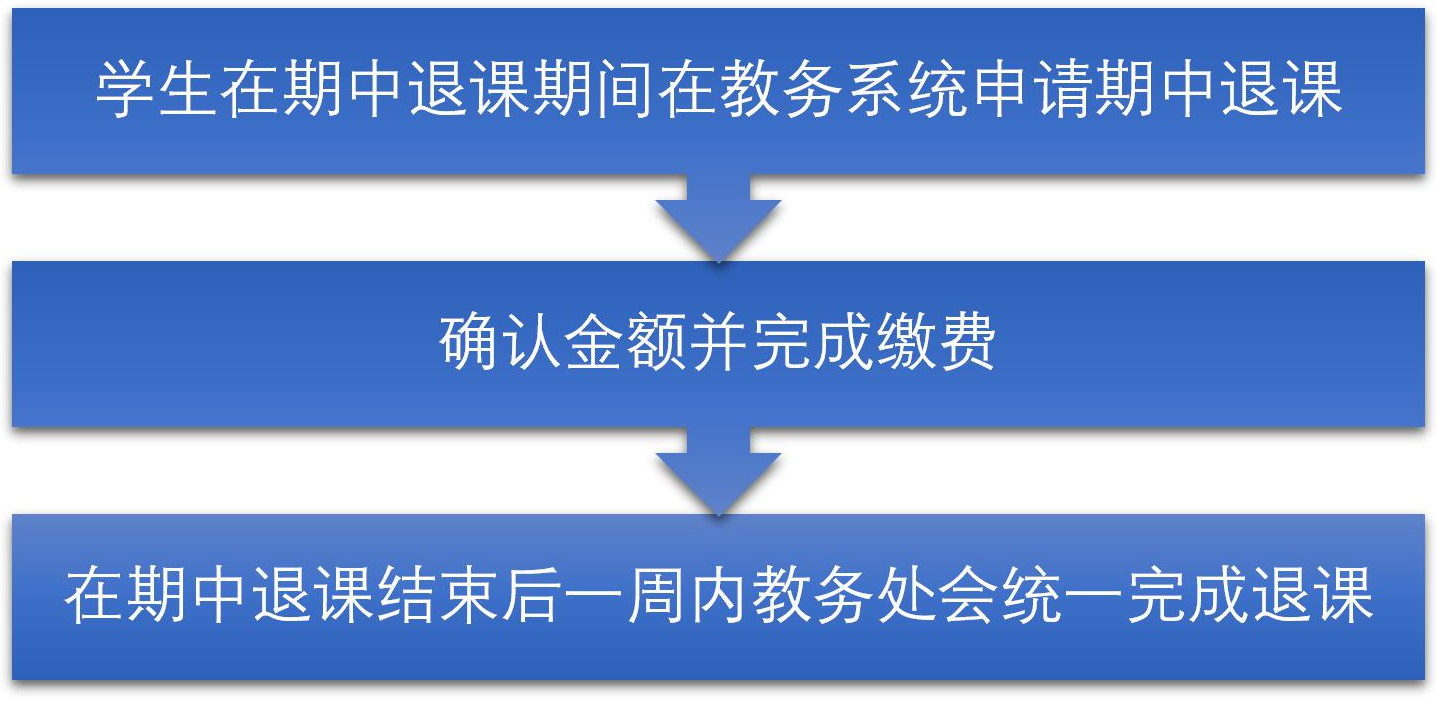 学生在期中退课期间在教务系统申请期中退课
确认金额并完成缴费
在期中退课结束后一周内教务处会统一完成退课